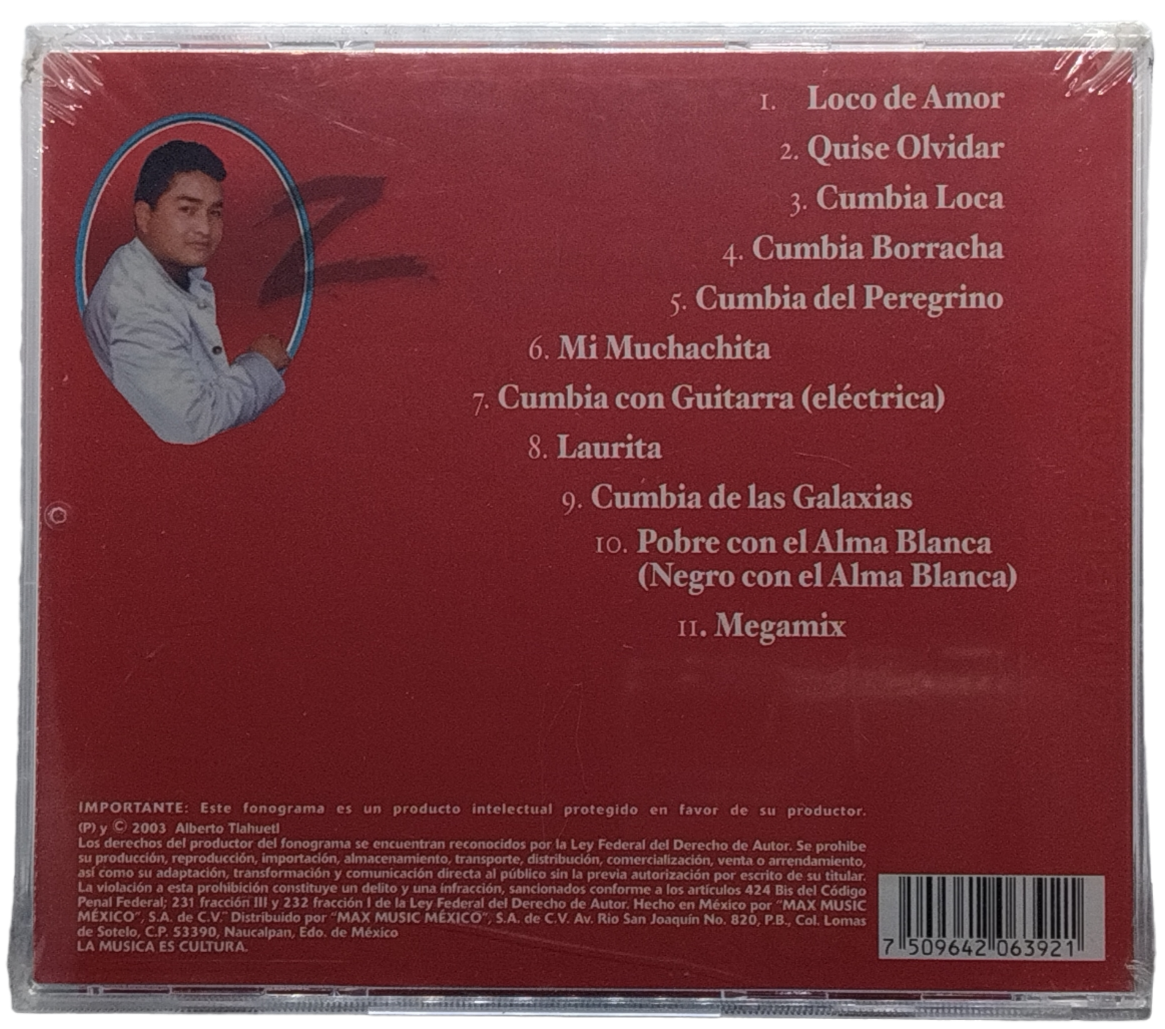 1. Loco de Amor
2. Quise Olvidar
3. Cumbia Loca
4. Cumbia Borracha
5. Cumbia del Peregrino
6. Mi Muchachita
7. Cumbia con Guitarra (eléctrica)
8. Laurita
9. Cumbia de las Galaxias
10. Pobre con el Alma Blanca
(Negro con el Alma Blanca)
11. Megamix
IMPORTANTE: Este fonograma es un producto intelectual protegido en favor de su productor.
(P) y © 2003 Alberto Tlahuetl
Los derechos del productor del fonograma se encuentran reconocidos por la Ley Federal del Derecho de Autor. Se prohibe
su producción, reproducción, importación, almacenamiento, transporte, distribución, comercialización, venta o arrendamiento,
así como su adaptación, transformación y comunicación directa al público sin la previa autorización por escrito de su titular.
La violación a esta prohibición constituye un delito y una infracción, sancionados conforme a los artículos 424 Bis del Código
Penal Federal; 231 fracción III y 232 fracción I de la Ley Federal del Derecho de Autor. Hecho en México por "MAX MUSIC
MÉXICO", S.A. de C.V." Distribuido por "MAX MUSIC MÉXICO", S.A. de C.V. Av. Río San Joaquín No. 820, P.B., Col. Lomas
de Sotelo, C.P. 53390, Naucalpan, Edo. de México
LA MUSICA ES CULTURA.
7 509642 063921